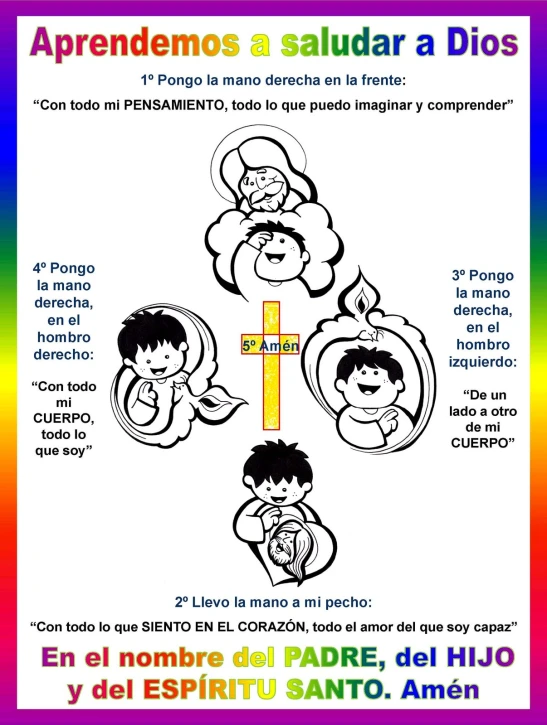 Aprendemos a saludar a Dios
1º Pongo la mano derecha en la frente:
“Con todo mi PENSAMIENTO, todo lo que puedo imaginar y comprender”
4º Pongo
la mano
derecha,
en el
hombro
derecho:
“Con todo
mi
CUERPO,
todo lo
que soy”
5º Amén
3º Pongo
la mano
derecha,
en el
hombro
izquierdo:
“De un
lado a otro
de mi
CUERPO”
2º Llevo la mano a mi pecho:
“Con todo lo que SIENTO EN EL CORAZÓN, todo el amor del que soy capaz”
En el nombre del PADRE, del HIJO
y del ESPÍRITU SANTO. Amén